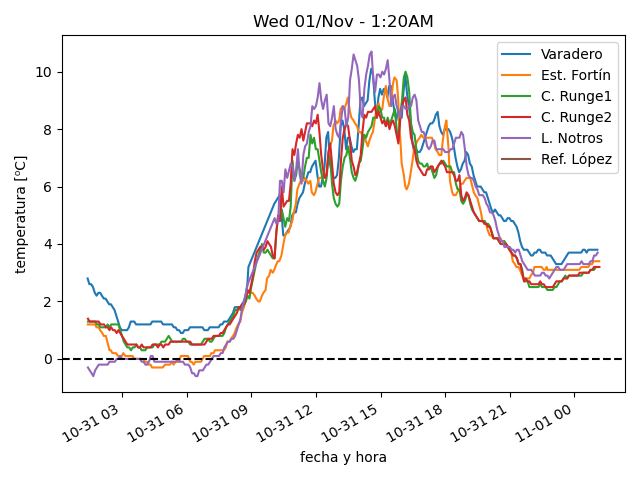 Wed 01/Nov - 1:20AM
temperatura [ºC]
10
8
6
4
2
0
Varadero
Est. Fortín
C. Runge1
C. Runge2
L. Notros
Ref. López
10-31 03
10-31 06
10-31 09
10-31 12
10-31 15
10-31 18
10-31 21
11-01 00
fecha y hora